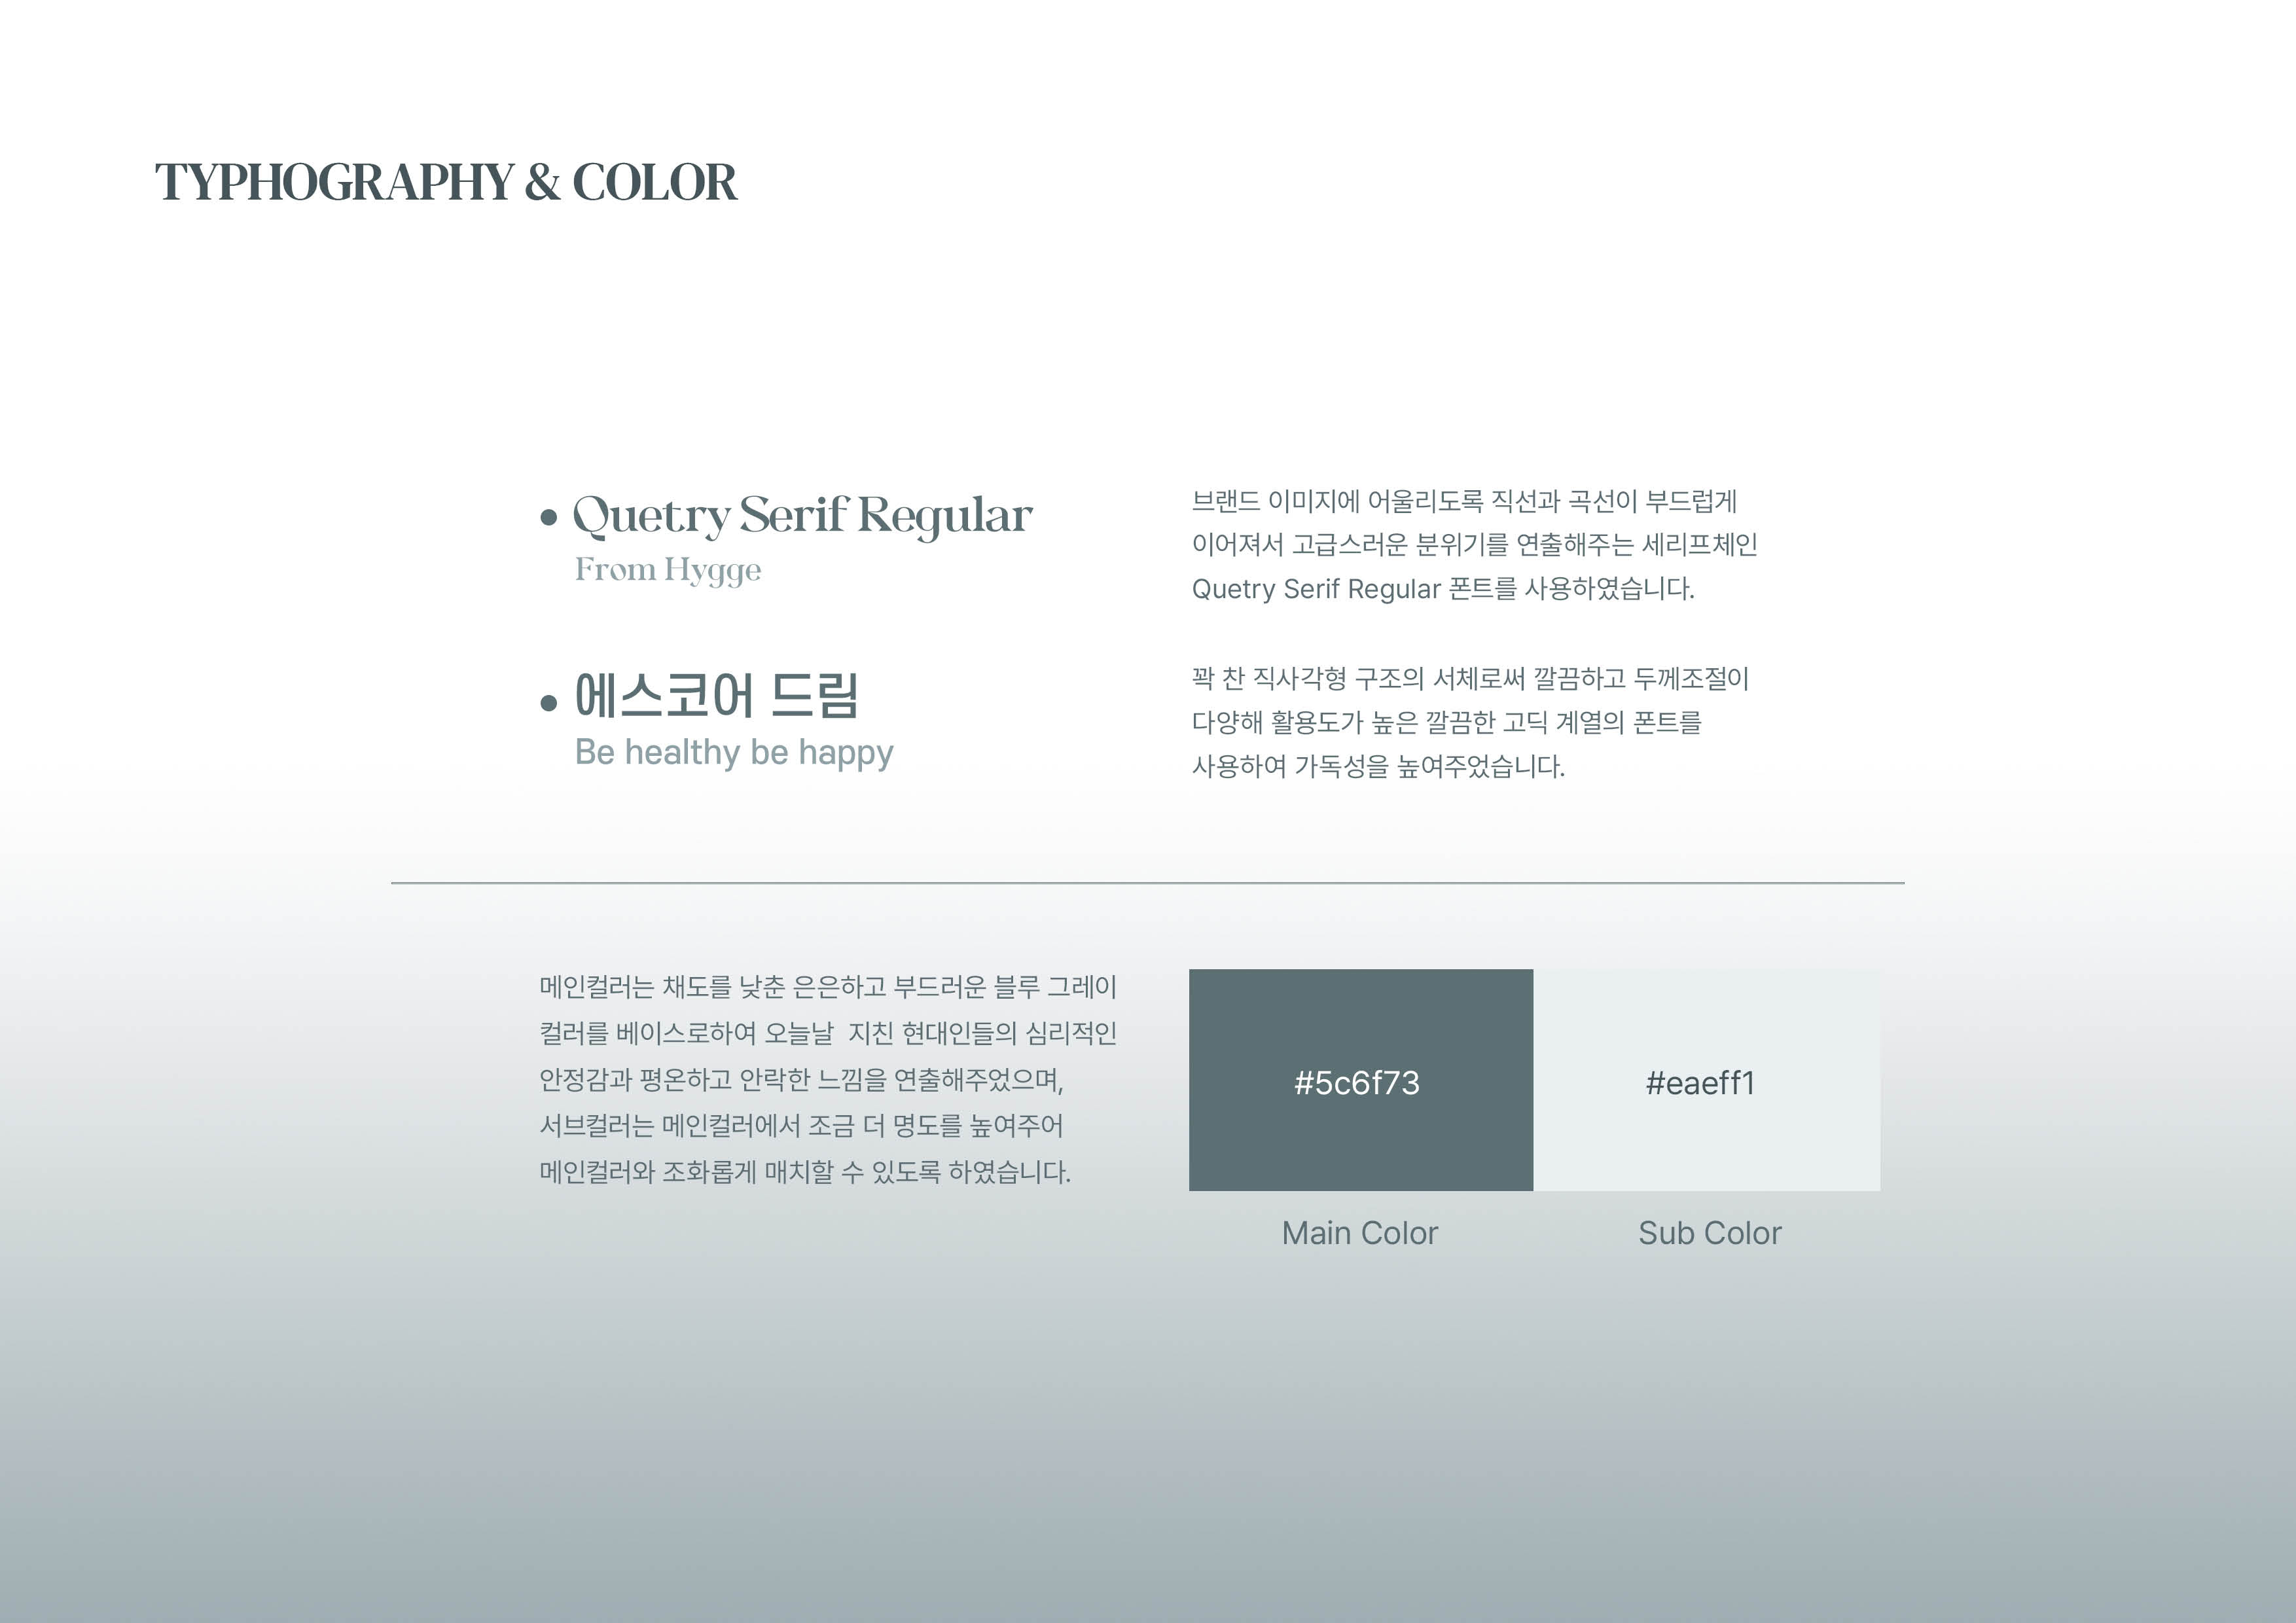 TYPHOGRAPHY & COLOR
Quetry Serif Regular
From Hygge
브랜드 이미지에 어울리도록 직선과 곡선이 부드럽게
이어져서 고급스러운 분위기를 연출해주는 세리프체인
Quetry Serif Regular 폰트를 사용하였습니다.
에스코어 드림
Be healthy be happy
꽉 찬 직사각형 구조의 서체로써 깔끔하고 두께조절이
다양해 활용도가 높은 깔끔한 고딕 계열의 폰트를
사용하여 가독성을 높여주었습니다.
메인컬러는 채도를 낮춘 은은하고 부드러운 블루 그레이
컬러를 베이스로하여 오늘날  지친 현대인들의 심리적인
안정감과 평온하고 안락한 느낌을 연출해주었으며,
서브컬러는 메인컬러에서 조금 더 명도를 높여주어
메인컬러와 조화롭게 매치할 수 있도록 하였습니다.
#5c6f73
#eaeff1
Main Color
Sub Color